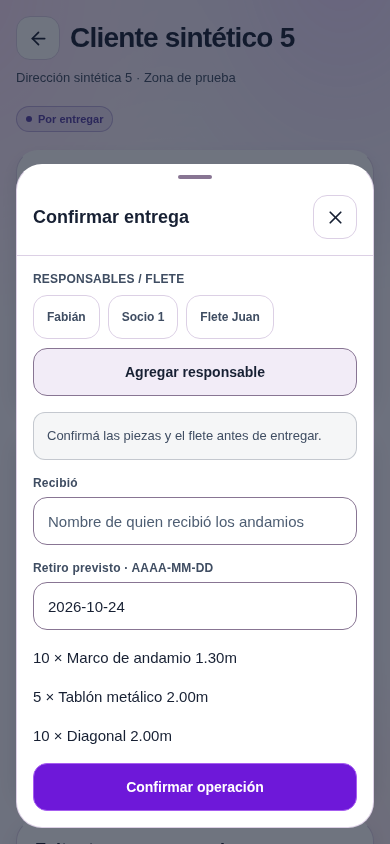 Cliente sintético 5
Dirección sintética 5 · Zona de prueba
Por entregar
Confirmar entrega
RESPONSABLES / FLETE
Fabián
Socio 1
Flete Juan
Agregar responsable
Confirmá las piezas y el flete antes de entregar.
Recibió
Nombre de quien recibió los andamios
Retiro previsto · AAAA-MM-DD
2026-10-24
10 × Marco de andamio 1.30m
5 × Tablón metálico 2.00m
10 × Diagonal 2.00m
Confirmar operación